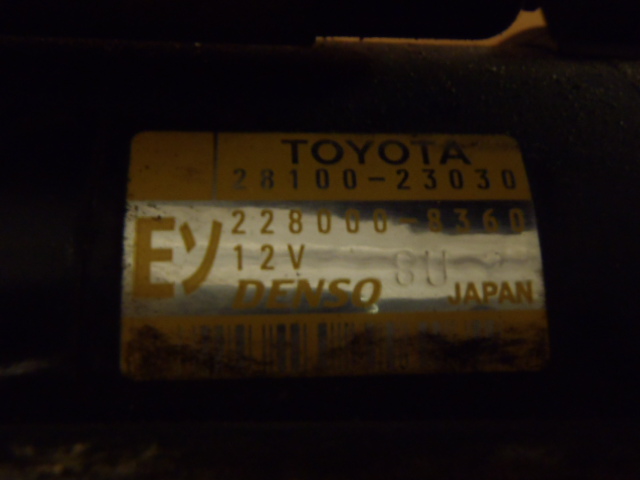 TOYOTA
28100-23030
Eソ
228000-8360
12V
DENSO
JAPAN